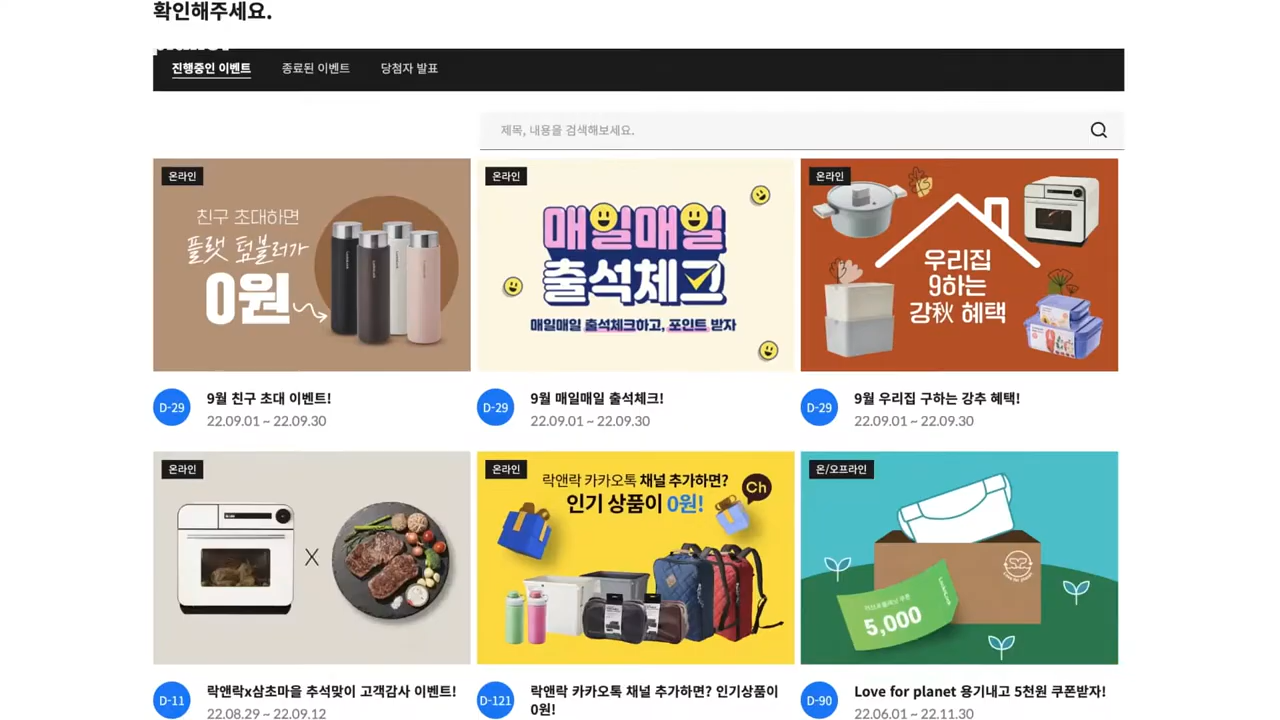 확인해주세요.
진행중인 이벤트 종료된 이벤트 당첨자 발표
제목, 내용을 검색해보세요.
온라인
친구 초대하면
플랫 텀블러가
0원
온라인
매일매일
출석체크
매일매일 출석체크하고, 포인트 받자
온라인
우리집
9하는
강秋 혜택
D-29
9월 친구 초대 이벤트!
22.09.01 ~ 22.09.30
D-29
9월 매일매일 출석체크!
22.09.01 ~ 22.09.30
D-29
9월 우리집 구하는 강추 혜택!
22.09.01 ~ 22.09.30
온라인
X
온라인
락앤락 카카오톡 채널 추가하면?
인기 상품이 0원!
Ch
온/오프라인
Love for planet
러브포플래닛 쿠폰
5,000
LocknLock
D-11
락앤락x삼초마을 추석맞이 고객감사 이벤트!
22.08.29 ~ 22.09.12
D-121
락앤락 카카오톡 채널 추가하면? 인기상품이
0원!
D-90
Love for planet 용기내고 5천원 쿠폰받자!
22.06.01 ~ 22.11.30